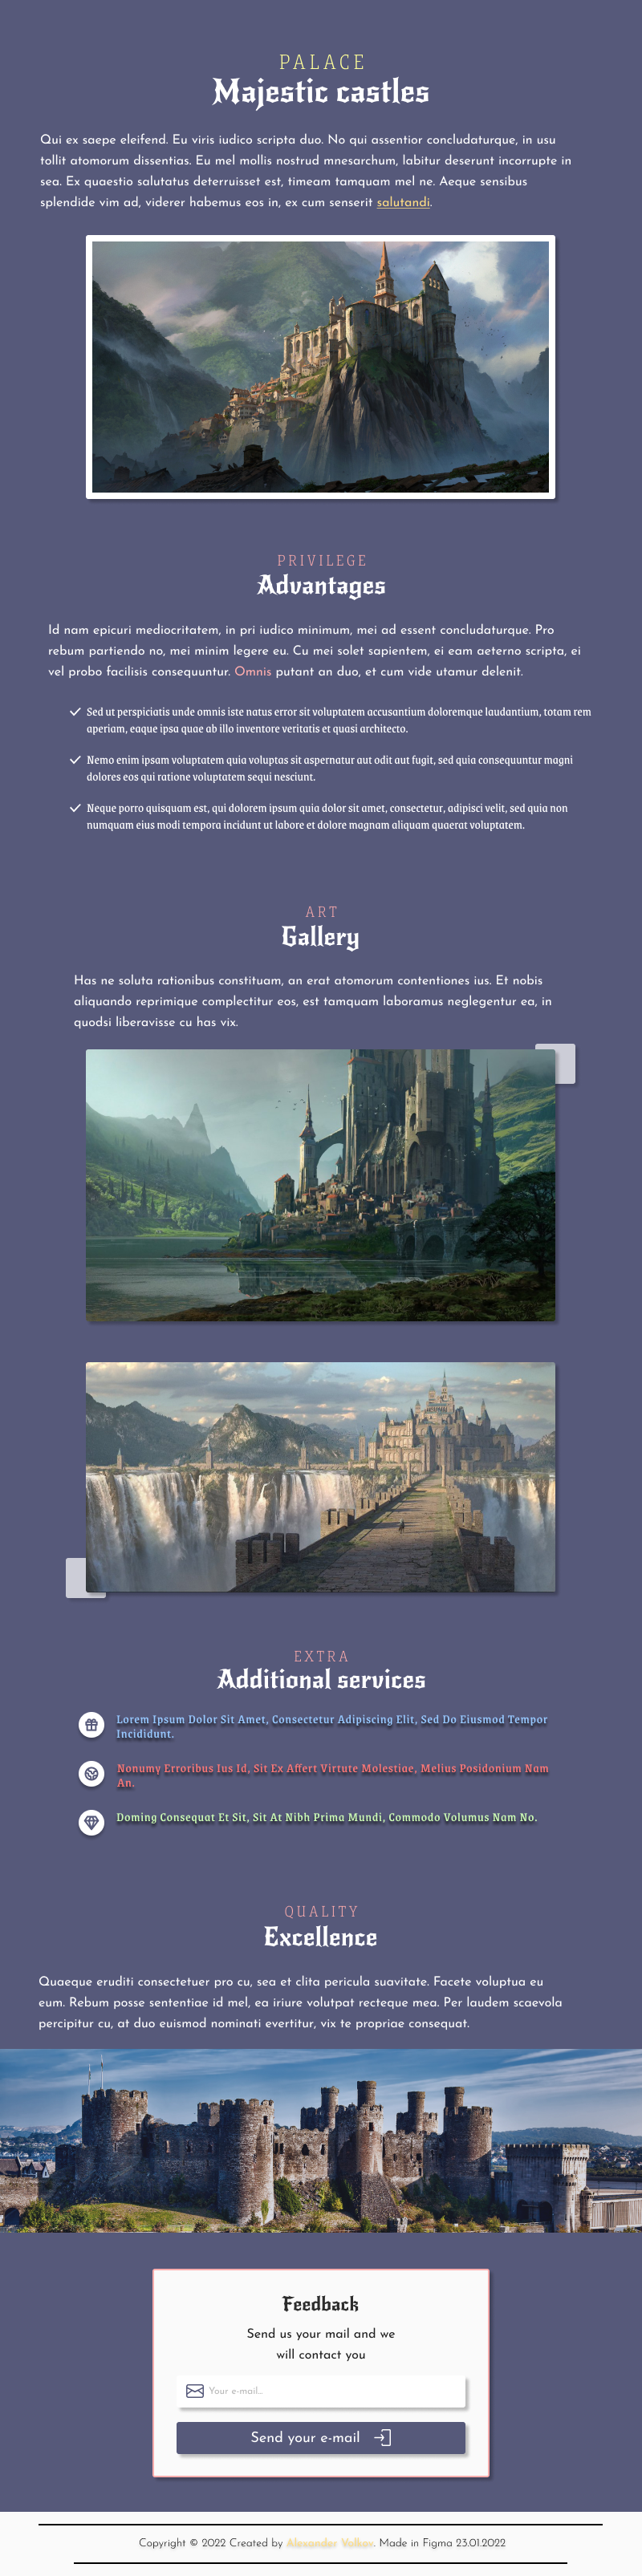 PALACE
Majestic castles
Qui ex saepe eleifend. Eu viris iudico scripta duo. No qui assentior concludaturque, in usu
tollit atomorum dissentias. Eu mel mollis nostrud mnesarchum, labitur deserunt incorrupte in
sea. Ex quaestio salutatus deterruisset est, timeam tamquam mel ne. Aeque sensibus
splendide vim ad, viderer habemus eos in, ex cum senserit salutandi.
PRIVILEGE
Advantages
Id nam epicuri mediocritatem, in pri iudico minimum, mei ad essent concludaturque. Pro
rebum partiendo no, mei minim legere eu. Cu mei solet sapientem, ei eam aeterno scripta, ei
vel probo facilisis consequuntur. Omnis putant an duo, et cum vide utamur delenit.
Sed ut perspiciatis unde omnis iste natus error sit voluptatem accusantium doloremque laudantium, totam rem
aperiam, eaque ipsa quae ab illo inventore veritatis et quasi architecto.
Nemo enim ipsam voluptatem quia voluptas sit aspernatur aut odit aut fugit, sed quia consequuntur magni
dolores eos qui ratione voluptatem sequi nesciunt.
Neque porro quisquam est, qui dolorem ipsum quia dolor sit amet, consectetur, adipisci velit, sed quia non
numquam eius modi tempora incidunt ut labore et dolore magnam aliquam quaerat voluptatem.
ART
Gallery
Has ne soluta rationibus constituam, an erat atomorum contentiones ius. Et nobis
aliquando reprimique complectitur eos, est tamquam laboramus neglegentur ea, in
quodsi liberavisse cu has vix.
EXTRA
Additional services
Lorem Ipsum Dolor Sit Amet, Consectetur Adipiscing Elit, Sed Do Eiusmod Tempor
Incididunt.
Nonumy Erroribus Ius Id, Sit Ex Affert Virtute Molestiae, Melius Posidonium Nam
An.
Doming Consequat Et Sit, Sit At Nibh Prima Mundi, Commodo Volumus Nam No.
QUALITY
Excellence
Quaeque eruditi consectetuer pro cu, sea et clita pericula suavitate. Facete voluptua eu
eum. Rebum posse sententiae id mel, ea iriure volutpat recteque mea. Per laudem scaevola
percipitur cu, at duo euismod nominati evertitur, vix te propriae consequat.
Feedback
Send us your mail and we
will contact you
Your e-mail...
Send your e-mail
Copyright © 2022 Created by Alexander Volkov. Made in Figma 23.01.2022